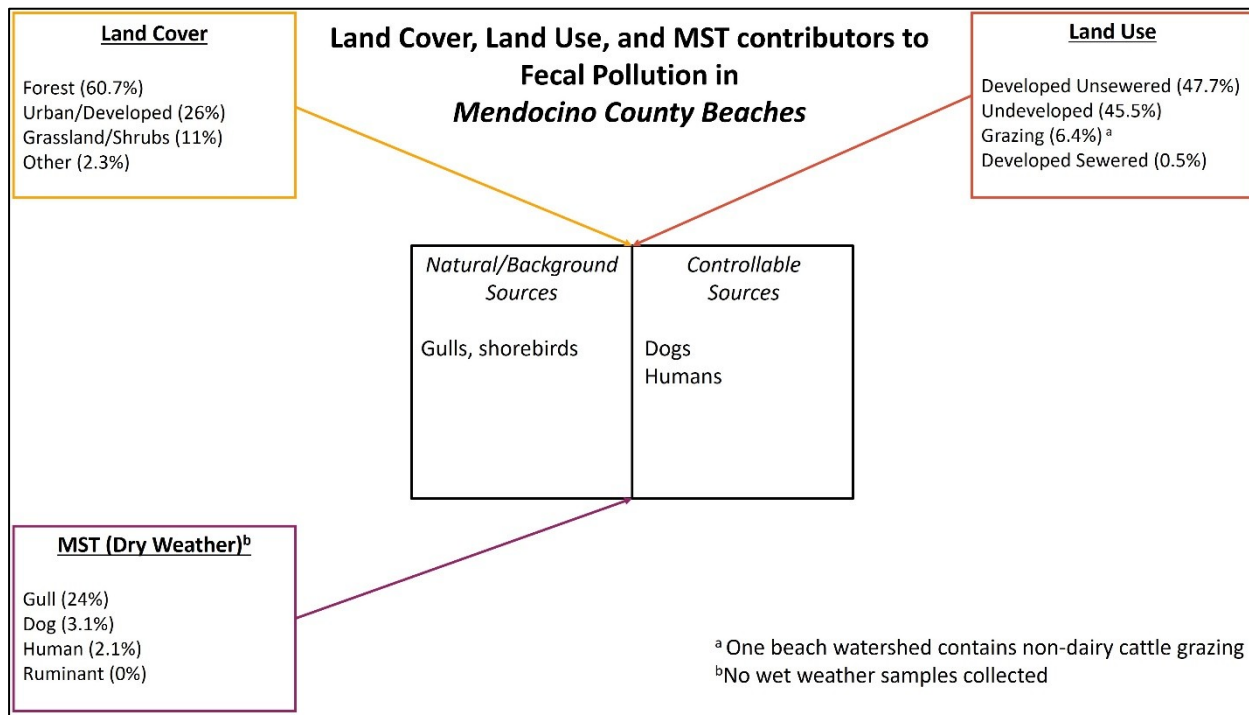 Land Cover
Forest (60.7%)
Urban/Developed (26%)
Grassland/Shrubs (11%)
Other (2.3%)
Land Cover, Land Use, and MST contributors to
Fecal Pollution in
Mendocino County Beaches
Land Use
Developed Unsewered (47.7%)
Undeveloped (45.5%)
Grazing (6.4%) a
Developed Sewered (0.5%)
Natural/Background
Sources
Gulls, shorebirds
Controllable
Sources
Dogs
Humans
MST (Dry Weather)b
Gull (24%)
Dog (3.1%)
Human (2.1%)
Ruminant (0%)
a One beach watershed contains non-dairy cattle grazing
bNo wet weather samples collected